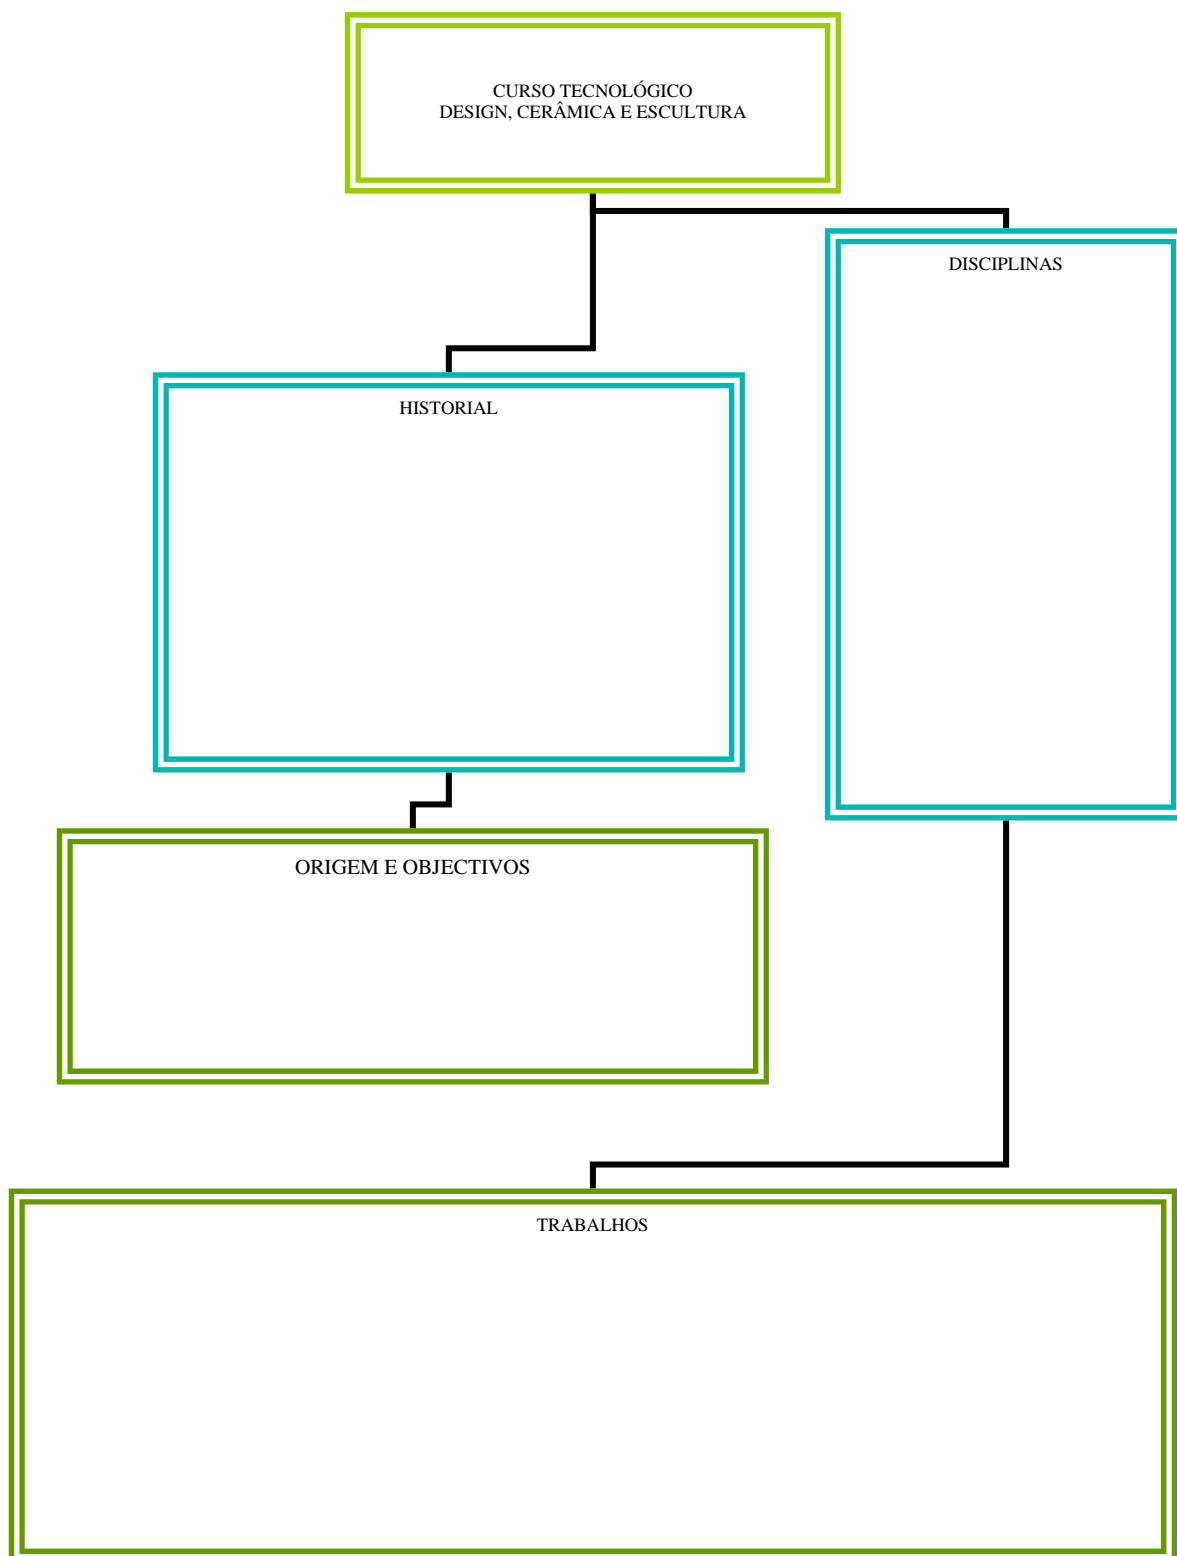 CURSO TECNOLÓGICO
DESIGN, CERÂMICA E ESCULTURA
DISCIPLINAS
HISTORIAL
ORIGEM E OBJECTIVOS
TRABALHOS